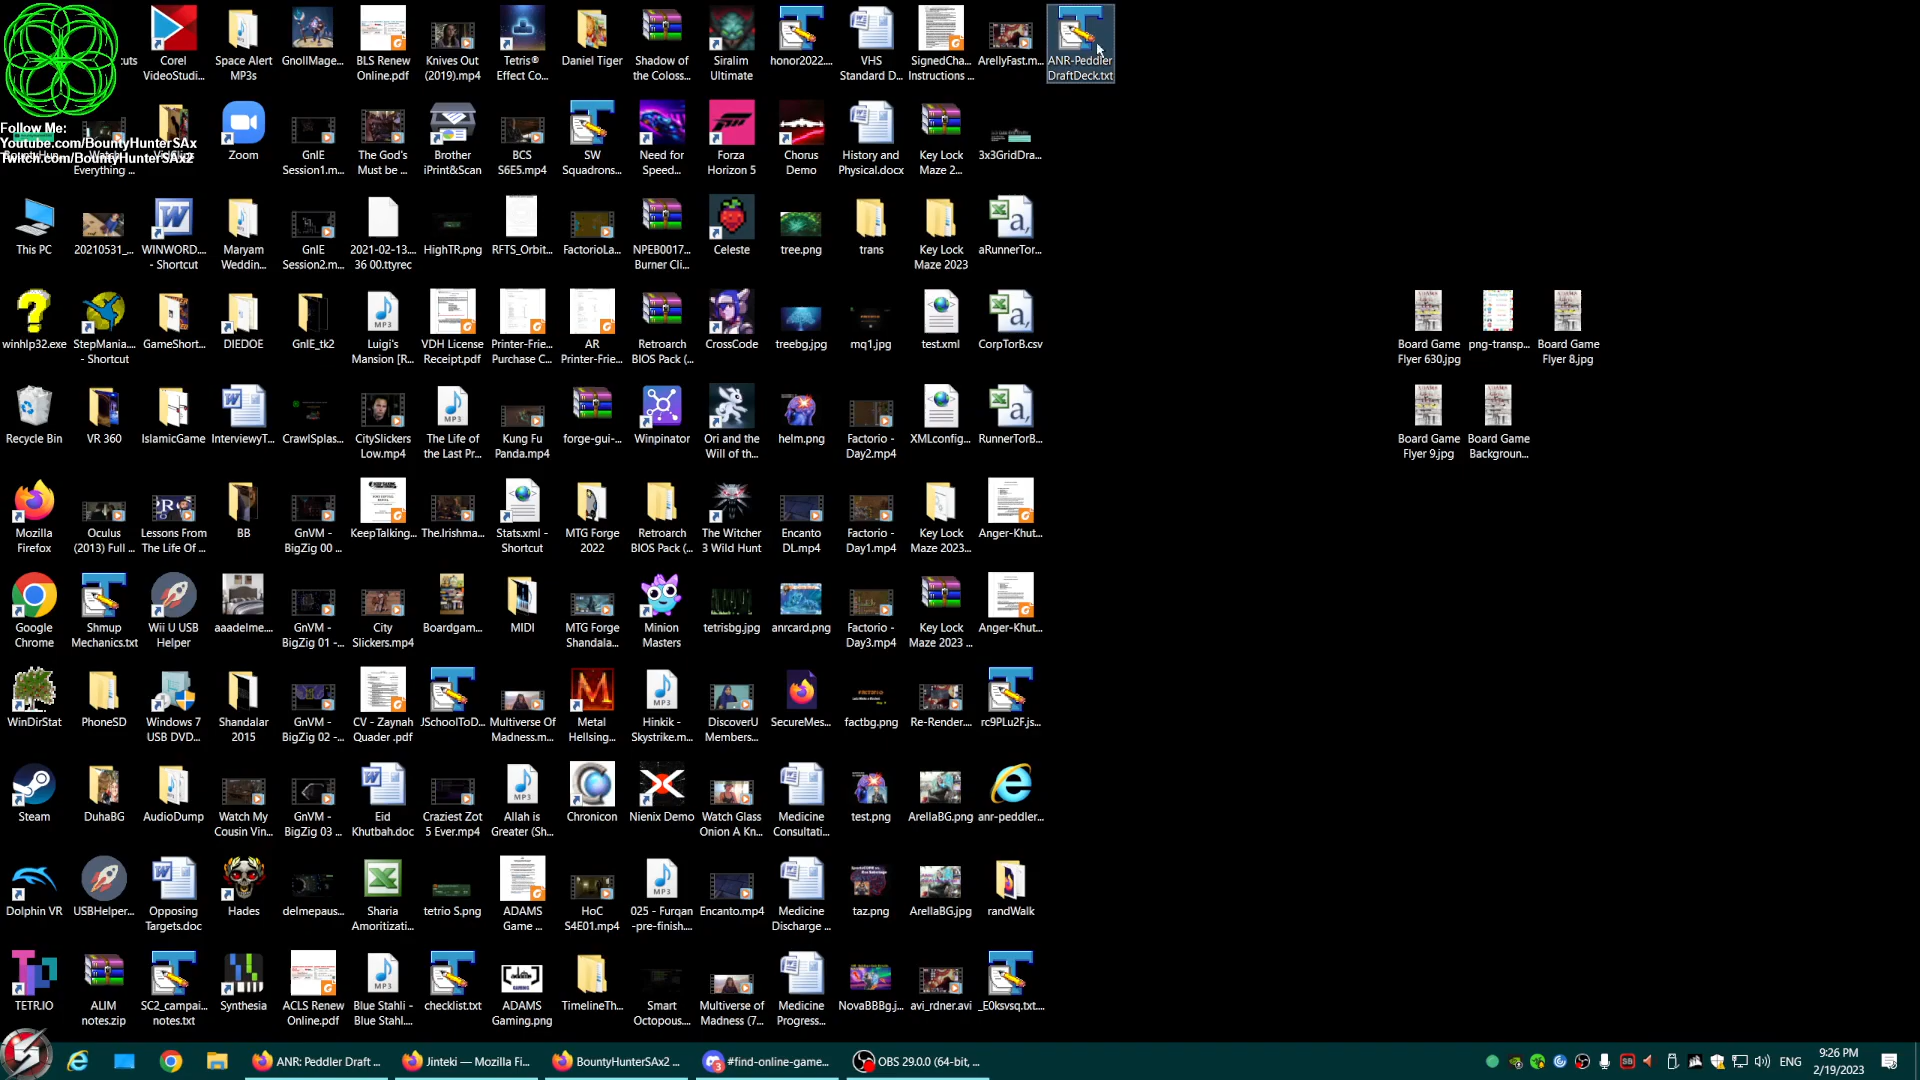 uts
Corel
VideoStudi...
Space Alert
MP3s
GnollMage...
BLS Renew
Online.pdf
Knives Out
(2019).mp4
Tetris®
Effect Co...
Daniel Tiger
Shadow of
the Coloss...
Siralim
Ultimate
honor2022....
VHS
Standard D...
SignedCha...
Instructions ...
ArellyFast.m...
ANR-Peddler
DraftDeck.txt
Follow Me:
Youtube.com/BountyHunterSAx
Twitch.com/BountyHunterSAx2
Everything ...
Zoom
GnIE
Session1.m...
The God's
Must be ...
Brother
iPrint&Scan
BCS
S6E5.mp4
SW
Squadrons...
Need for
Speed...
Forza
Horizon 5
Chorus
Demo
History and
Physical.docx
Key Lock
Maze 2...
3x3GridDra...
This PC
20210531_...
WINWORD....
- Shortcut
Maryam
Weddin...
GnIE
Session2.m...
2021-02-13....
36 00.ttyrec
HighTR.png
RFTS_Orbit...
FactorioLa...
NPEB0017...
Burner Cli...
Celeste
tree.png
trans
Key Lock
Maze 2023
aRunnerTor...
winhlp32.exe
StepMania....
- Shortcut
GameShort...
DIEDOE
GnIE_tk2
Luigi's
Mansion [R...
VDH License
Receipt.pdf
Printer-Frie...
Purchase C...
AR
Printer-Frie...
Retroarch
BIOS Pack (...
CrossCode
treebg.jpg
mq1.jpg
test.xml
CorpTorB.csv
Board Game
Flyer 630.jpg
png-transp...
Board Game
Flyer 8.jpg
Recycle Bin
VR 360
IslamicGame
InterviewyT...
CrawlSplas...
CitySlickers
Low.mp4
The Life of
the Last Pr...
Kung Fu
Panda.mp4
forge-gui-...
Winpinator
Ori and the
Will of th...
helm.png
Factorio -
Day2.mp4
XMLconfig...
RunnerTorB...
Board Game
Flyer 9.jpg
Board Game
Backgroun...
Mozilla
Firefox
Oculus
(2013) Full ...
Lessons From
The Life Of ...
BB
GnVM -
BigZig 00 ...
KeepTalking...
The.Irishma...
Stats.xml -
Shortcut
MTG Forge
2022
Retroarch
BIOS Pack (...
The Witcher
3 Wild Hunt
Encanto
DL.mp4
Factorio -
Day1.mp4
Key Lock
Maze 2023...
Anger-Khut...
Google
Chrome
Shmup
Mechanics.txt
Wii U USB
Helper
aaadelme...
GnVM -
BigZig 01 -...
City
Slickers.mp4
Boardgam...
MIDI
MTG Forge
Shandala...
Minion
Masters
tetrisbg.jpg
anrcard.png
Factorio -
Day3.mp4
Key Lock
Maze 2023 ...
Anger-Khut...
WinDirStat
PhoneSD
Windows 7
USB DVD...
Shandalar
2015
GnVM -
BigZig 02 -...
CV - Zaynah
Quader .pdf
JSchoolToD...
Multiverse Of
Madness.m...
Metal
Hellsing...
Hinkik -
Skystrike.m...
DiscoverU
Members...
SecureMes...
factbg.png
Re-Render....
rc9PLu2F.js...
Steam
DuhaBG
AudioDump
Watch My
Cousin Vin...
GnVM -
BigZig 03 ...
Eid
Khutbah.doc
Craziest Zot
5 Ever.mp4
Allah is
Greater (Sh...
Chronicon
Nienix Demo
Watch Glass
Onion A Kn...
Medicine
Consultati...
test.png
ArellaBG.png
anr-peddler...
Dolphin VR
USBHelper...
Opposing
Targets.doc
Hades
delmepaus...
Sharia
Amoritizati...
tetrio S.png
ADAMS
Game ...
HoC
S4E01.mp4
025 - Furqan
-pre-finish....
Encanto.mp4
Medicine
Discharge ...
taz.png
ArellaBG.jpg
randWalk
TETR.IO
ALIM
notes.zip
SC2_campai...
notes.txt
Synthesia
ACLS Renew
Online.pdf
Blue Stahli -
Blue Stahl....
checklist.txt
ADAMS
Gaming.png
TimelineTh...
Smart
Octopous....
Multiverse of
Madness (7...
Medicine
Progress...
NovaBBBg.j...
avi_rdner.avi
_E0ksvsq.txt...
ANR: Peddler Draft ...
Jinteki — Mozilla Fi...
BountyHunterSAx2 ...
#find-online-game...
OBS 29.0.0 (64-bit, ...
ENG
9:26 PM
2/19/2023